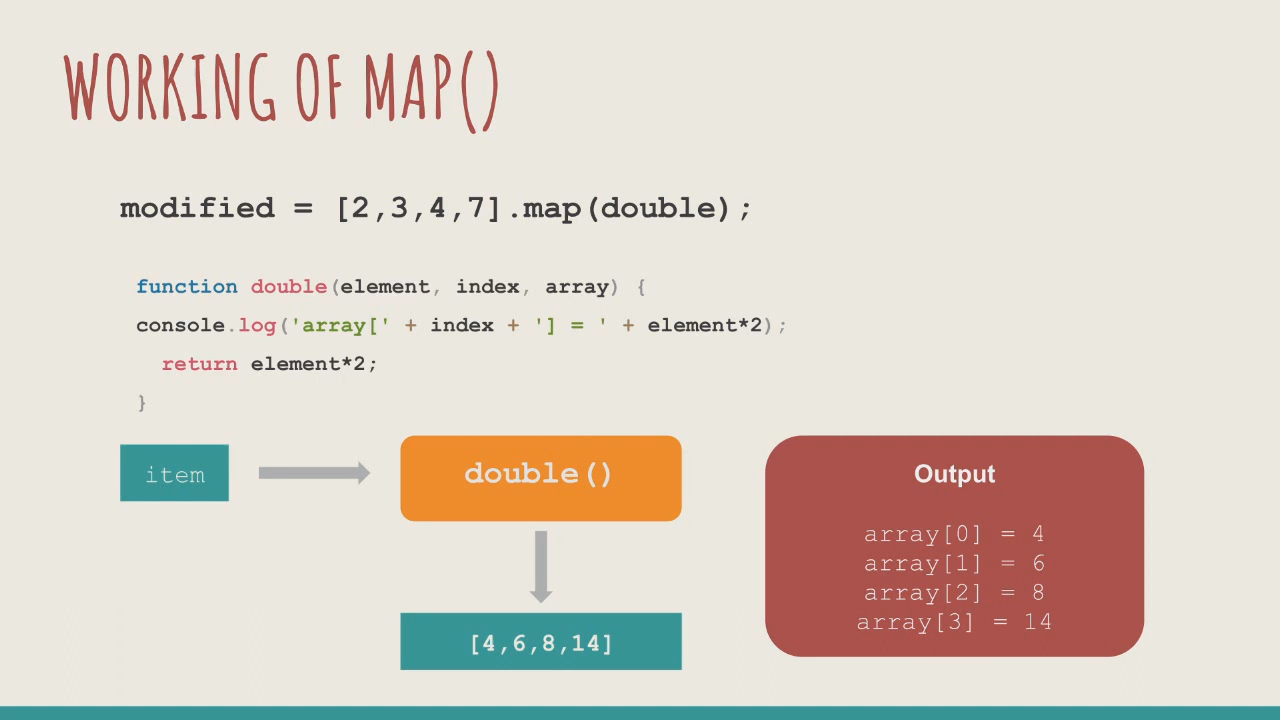 WORKING OF MAP()
modified = [2,3,4,7].map(double);
function double(element, index, array) {
console.log('array[' + index + '] = ' + element*2);
return element*2;
}
item
double()
[4,6,8,14]
Output
array[0] = 4
array[1] = 6
array[2] = 8
array[3] = 14